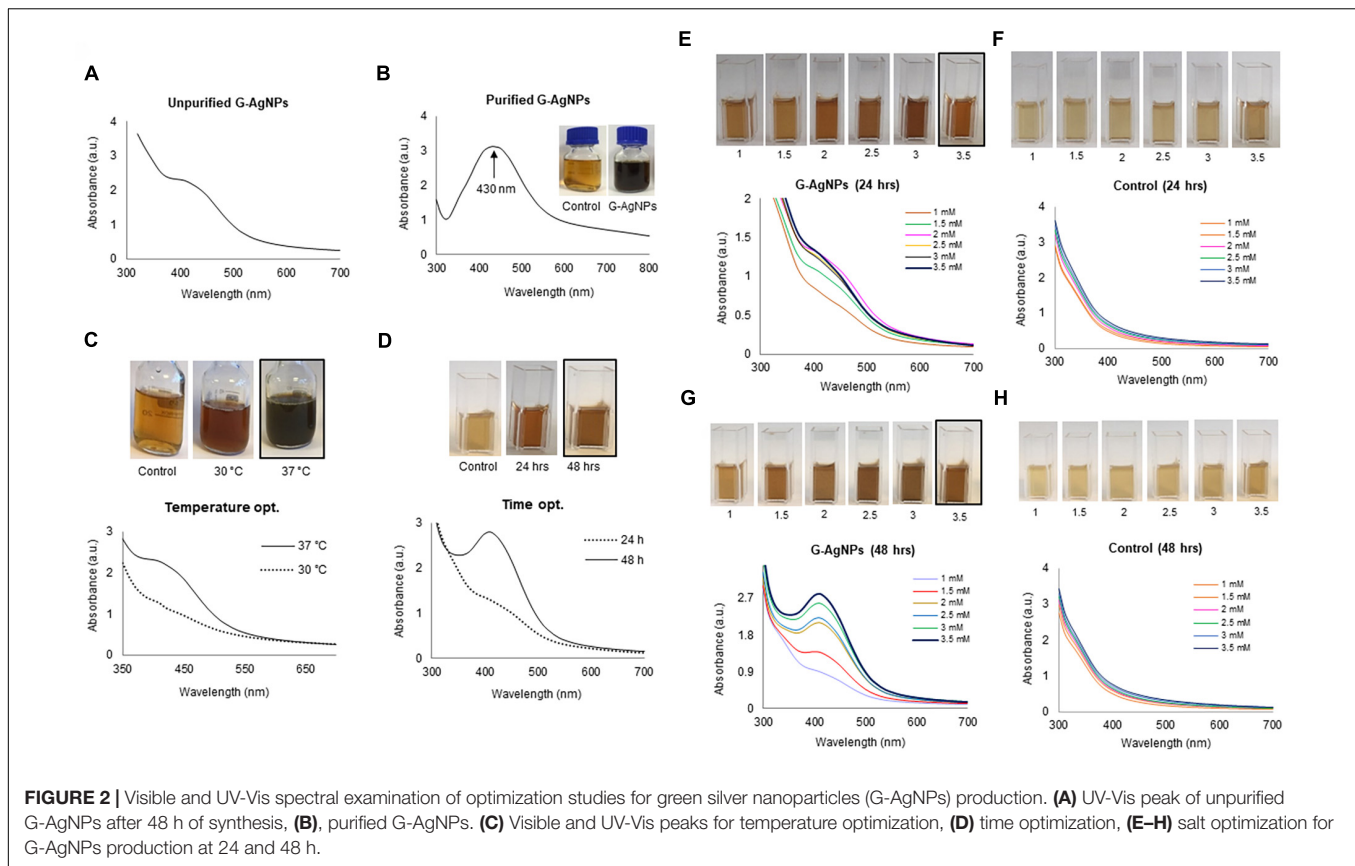 A
Unpurified G-AgNPs
4
3
2
1
0
Absorbance (a.u.)
300 400 500 600 700
Wavelength (nm)
B
Purified G-AgNPs
4
3
2
1
0
Absorbance (a.u.)
430 nm
Control G-AgNPs
300 400 500 600 700 800
Wavelength (nm)
C
Control 30 °C 37 °C
Temperature opt.
3
2
1
0
Absorbance (a.u.)
37 °C
30 °C
350 450 550 650
Wavelength (nm)
D
Control 24 hrs 48 hrs
Time opt.
3
2
1
0
Absorbance (a.u.)
24 h
48 h
300 400 500 600 700
Wavelength (nm)
E
1 1.5 2 2.5 3 3.5
G-AgNPs (24 hrs)
2
1.5
1
0.5
0
Absorbance (a.u.)
1 mM
1.5 mM
2 mM
2.5 mM
3 mM
3.5 mM
300 400 500 600 700
Wavelength (nm)
F
1 1.5 2 2.5 3 3.5
Control (24 hrs)
4
3
2
1
0
Absorbance (a.u.)
1 mM
1.5 mM
2 mM
2.5 mM
3 mM
3.5 mM
300 400 500 600 700
Wavelength (nm)
G
1 1.5 2 2.5 3 3.5
G-AgNPs (48 hrs)
2.7
1.8
0.9
0
Absorbance (a.u.)
1 mM
1.5 mM
2 mM
2.5 mM
3 mM
3.5 mM
300 400 500 600 700
Wavelength (nm)
H
1 1.5 2 2.5 3 3.5
Control (48 hrs)
4
3
2
1
0
Absorbance (a.u.)
1 mM
1.5 mM
2 mM
2.5 mM
3 mM
3.5 mM
300 400 500 600 700
Wavelength (nm)
FIGURE 2 | Visible and UV-Vis spectral examination of optimization studies for green silver nanoparticles (G-AgNPs) production. (A) UV-Vis peak of unpurified
G-AgNPs after 48 h of synthesis, (B), purified G-AgNPs. (C) Visible and UV-Vis peaks for temperature optimization, (D) time optimization, (E–H) salt optimization for
G-AgNPs production at 24 and 48 h.